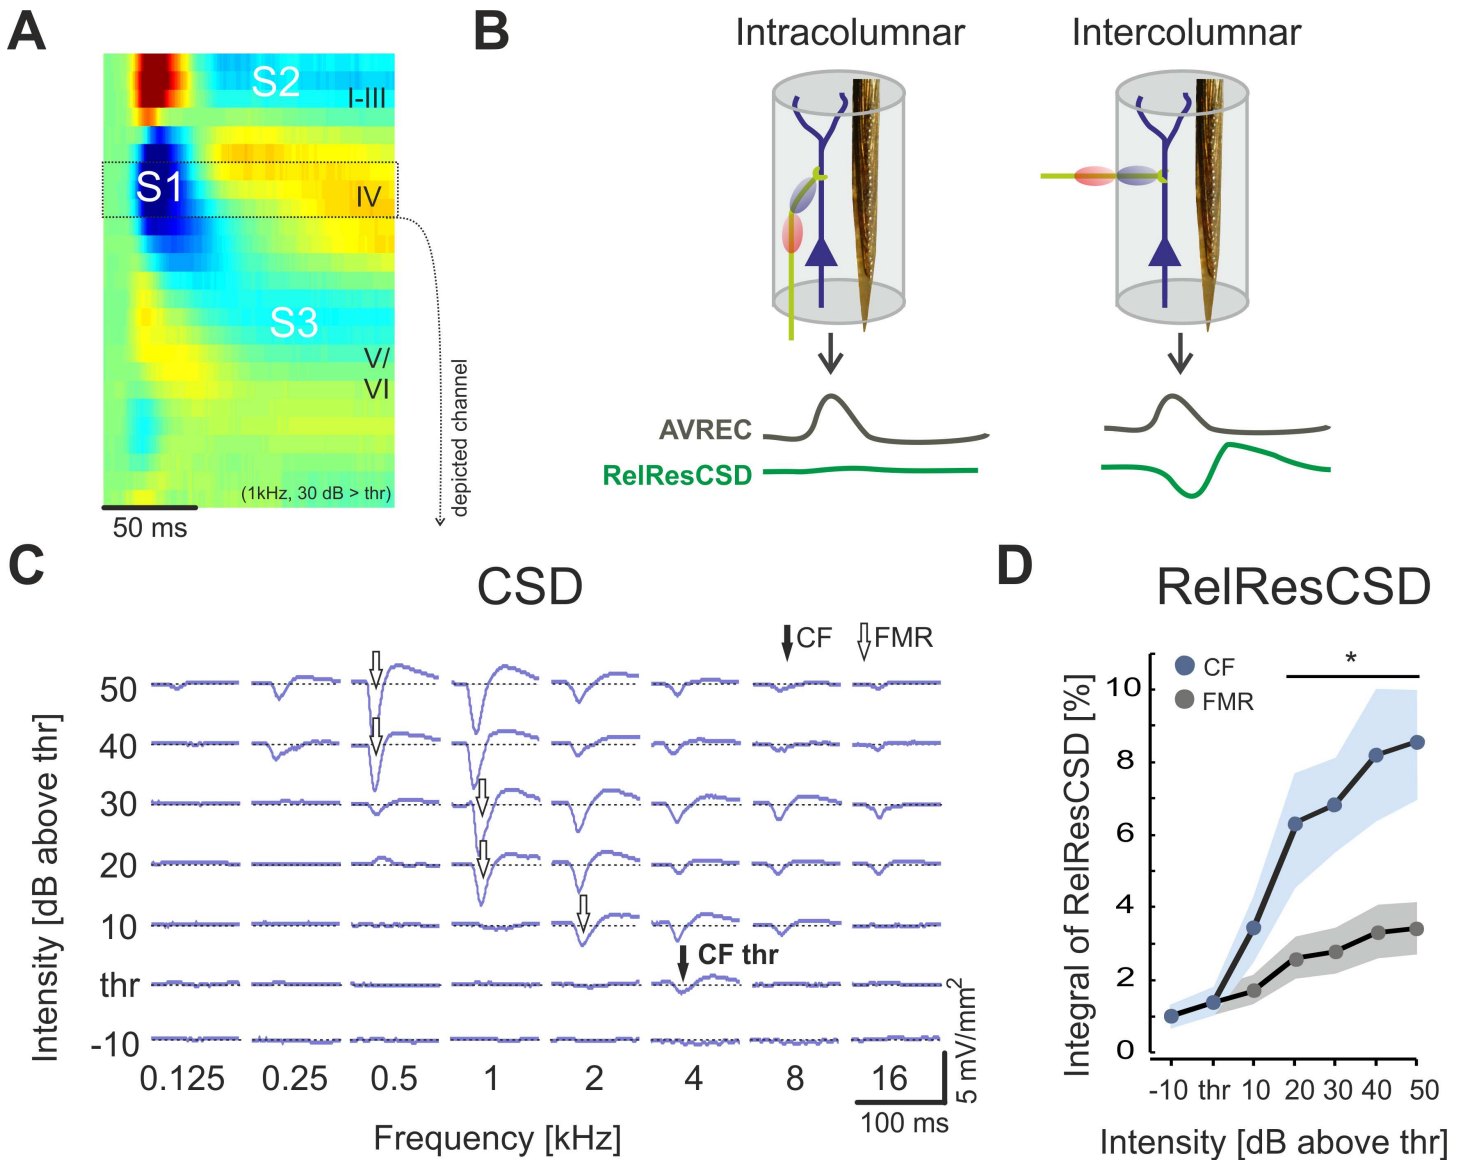 A
S2
I-III
S1
IV
S3
V/
VI
(1kHz, 30 dB > thr)
50 ms
depicted channel
B
Intracolumnar
Intercolumnar
AVREC
RelResCSD
C
CSD
CF
FMR
Intensity [dB above thr]
50
40
30
20
10
thr
-10
CF thr
0.125 0.25 0.5 1 2 4 8 16
Frequency [kHz]
5 mV/mm²
100 ms
D
RelResCSD
CF
FMR
*
Integral of RelResCSD [%]
10
8
6
4
2
0
-10 thr 10 20 30 40 50
Intensity [dB above thr]